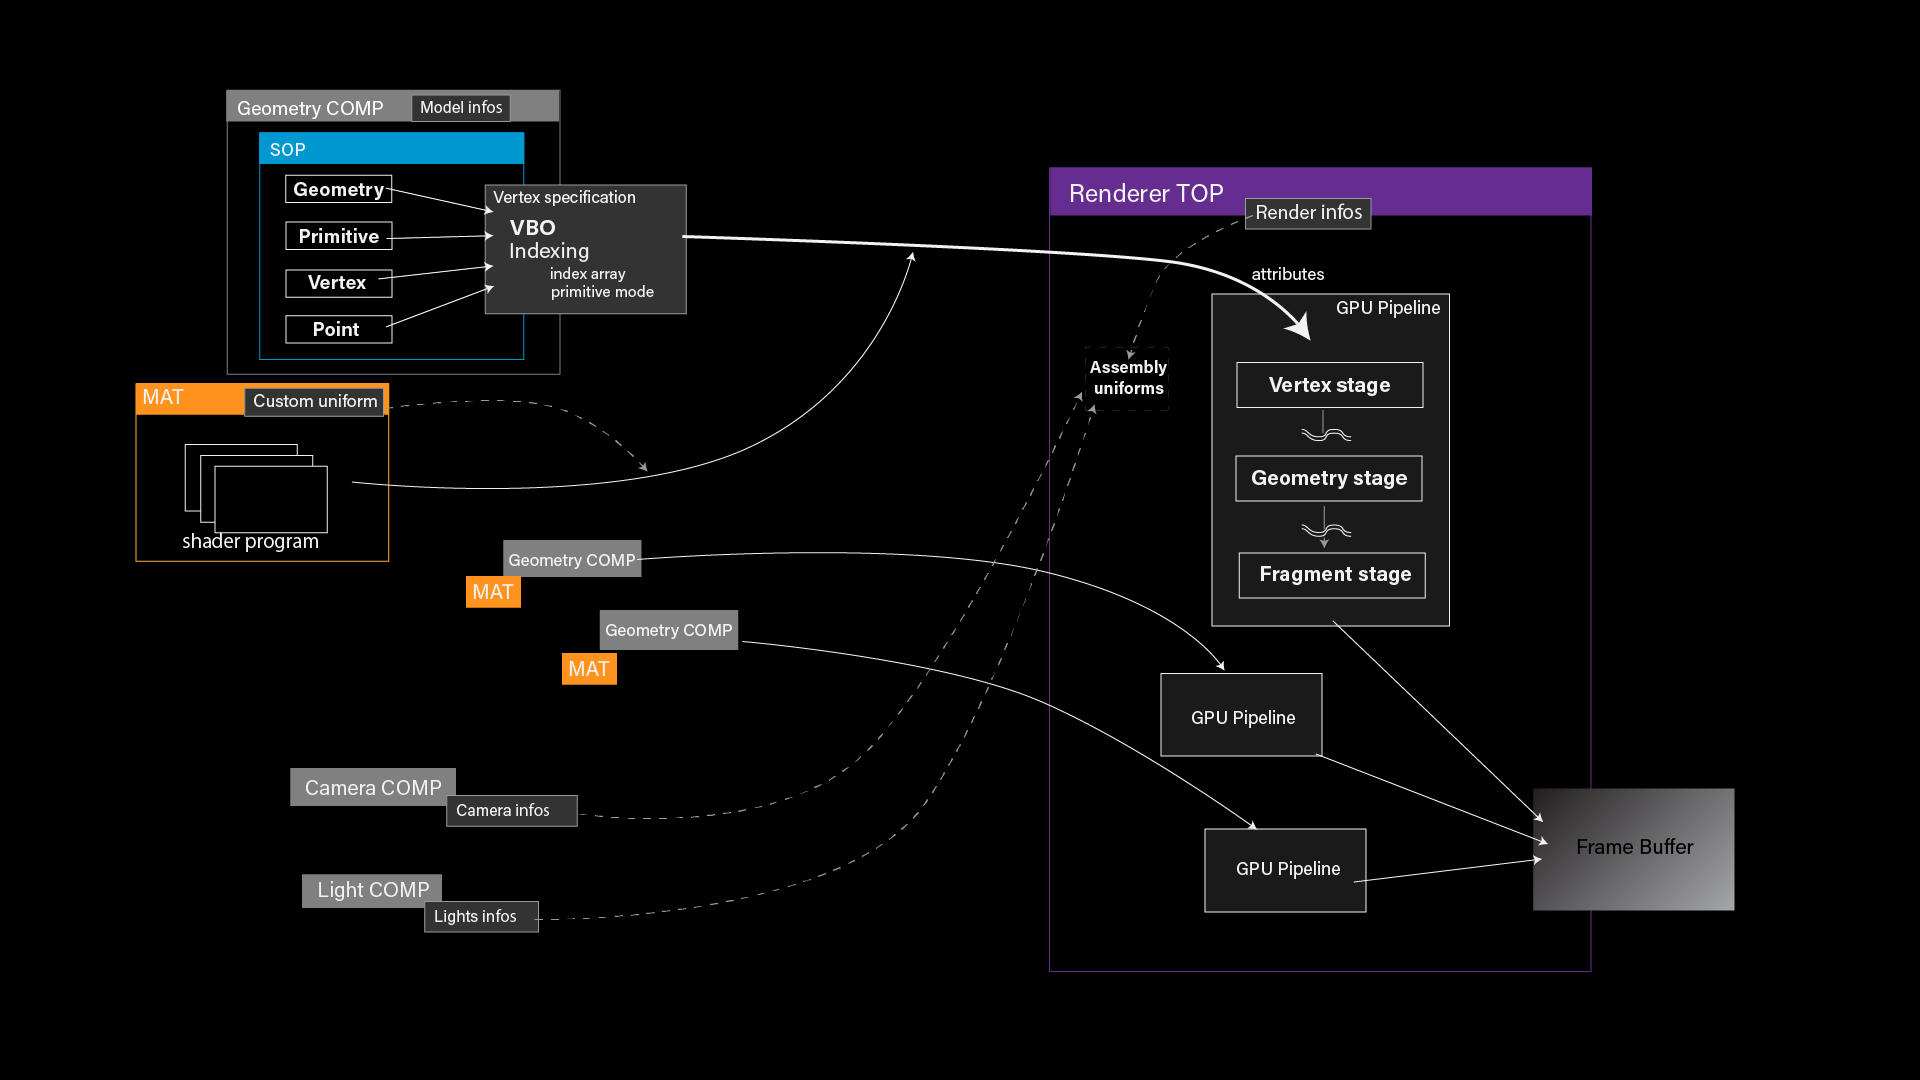 Geometry COMP
Model infos
SOP
Geometry
Primitive
Vertex
Point
Vertex specification
VBO
Indexing
index array
primitive mode
MAT
Custom uniform
shader program
Geometry COMP
MAT
Geometry COMP
MAT
Camera COMP
Camera infos
Light COMP
Lights infos
Renderer TOP
Render infos
attributes
Assembly
uniforms
GPU Pipeline
Vertex stage
Geometry stage
Fragment stage
GPU Pipeline
GPU Pipeline
Frame Buffer